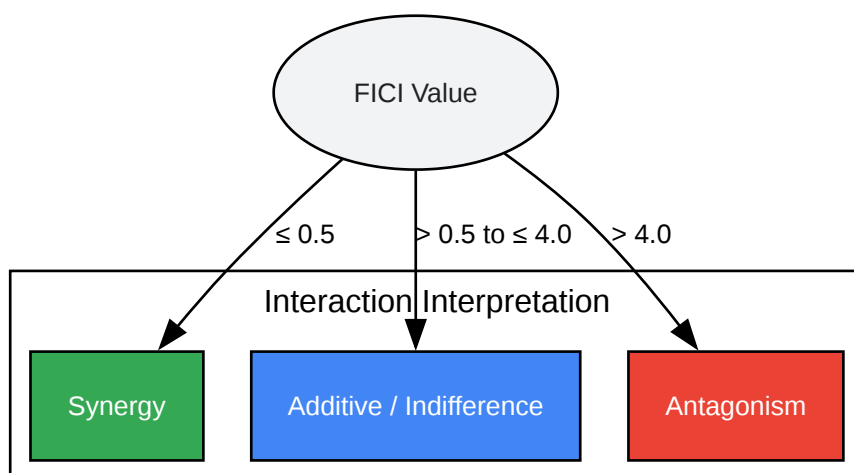 FICI Value
≤ 0.5
> 0.5 to ≤ 4.0
> 4.0
Interaction Interpretation
Synergy
Additive / Indifference
Antagonism